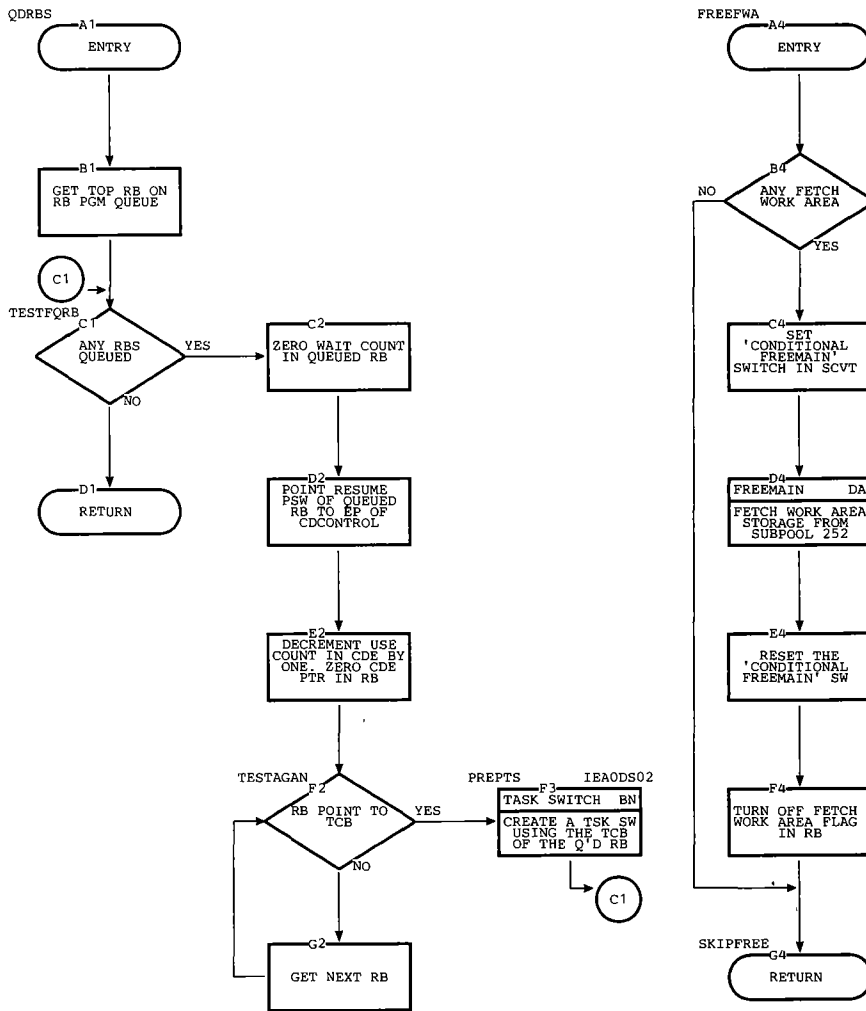 QDRBS
A1
ENTRY
B1
GET TOP RB ON
RB PGM QUEUE
C1
TESTFQRB
C1
ANY RBS
QUEUED
YES
NO
D1
RETURN
C2
ZERO WAIT COUNT
IN QUEUED RB
D2
POINT RESUME
PSW OF QUEUED
RB TO EP OF
CDCONTROL
E2
DECREMENT USE
COUNT IN CDE BY
ONE. ZERO CDE
PTR IN RB
TESTAGAN
F2
RB POINT TO
TCB
YES
NO
G2
GET NEXT RB
PREPTS IEA0DS02
F3
TASK SWITCH BN
CREATE A TSK SW
USING THE TCB
OF THE Q'D RB
C1
FREEFWA
A4
ENTRY
B4
ANY FETCH
WORK AREA
NO
YES
C4
SET
'CONDITIONAL
FREEMAIN'
SWITCH IN SCVT
D4
FREEMAIN DA
FETCH WORK AREA
STORAGE FROM
SUBPOOL 252
E4
RESET THE
'CONDITIONAL
FREEMAIN' SW
F4
TURN OFF FETCH
WORK AREA FLAG
IN RB
SKIPFREE
G4
RETURN